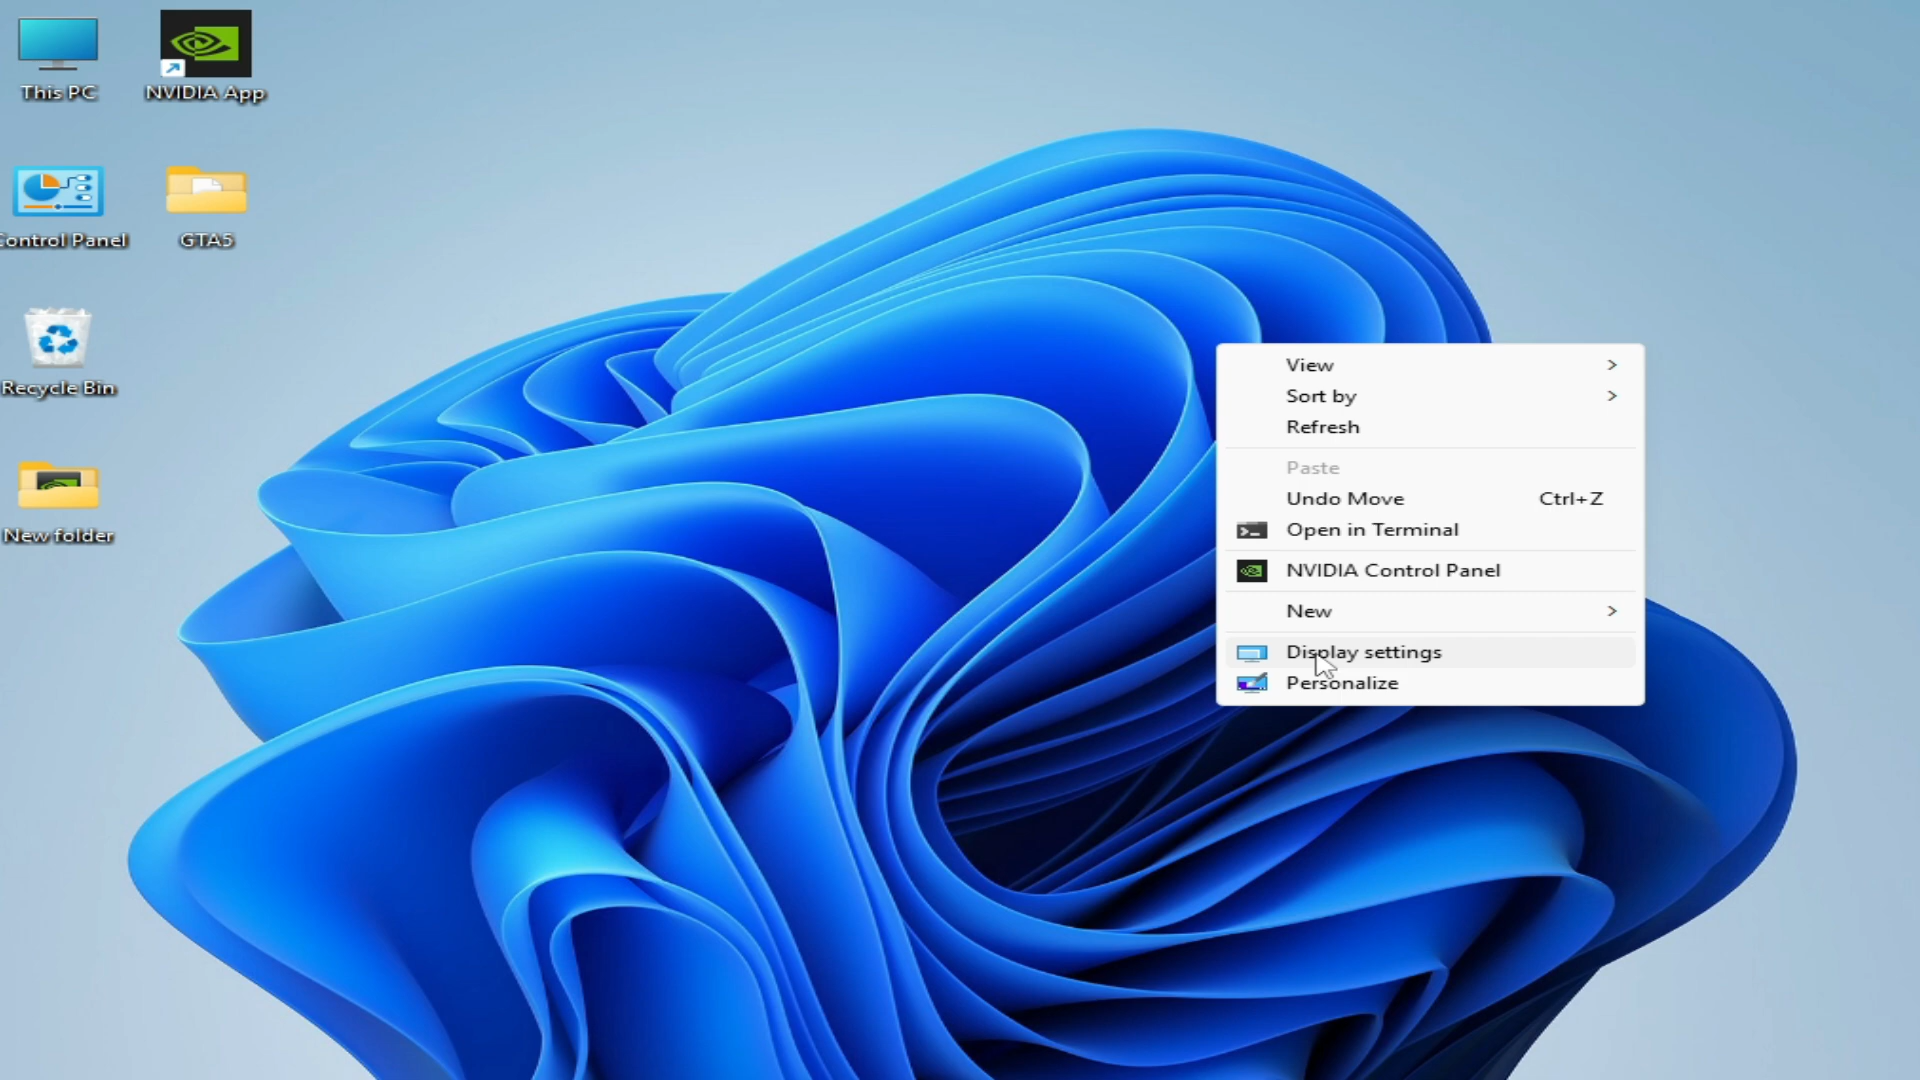 This PC
NVIDIA App
Control Panel
GTA5
Recycle Bin
New folder
View
Sort by
Refresh
Paste
Undo Move Ctrl+Z
Open in Terminal
NVIDIA Control Panel
New
Display settings
Personalize